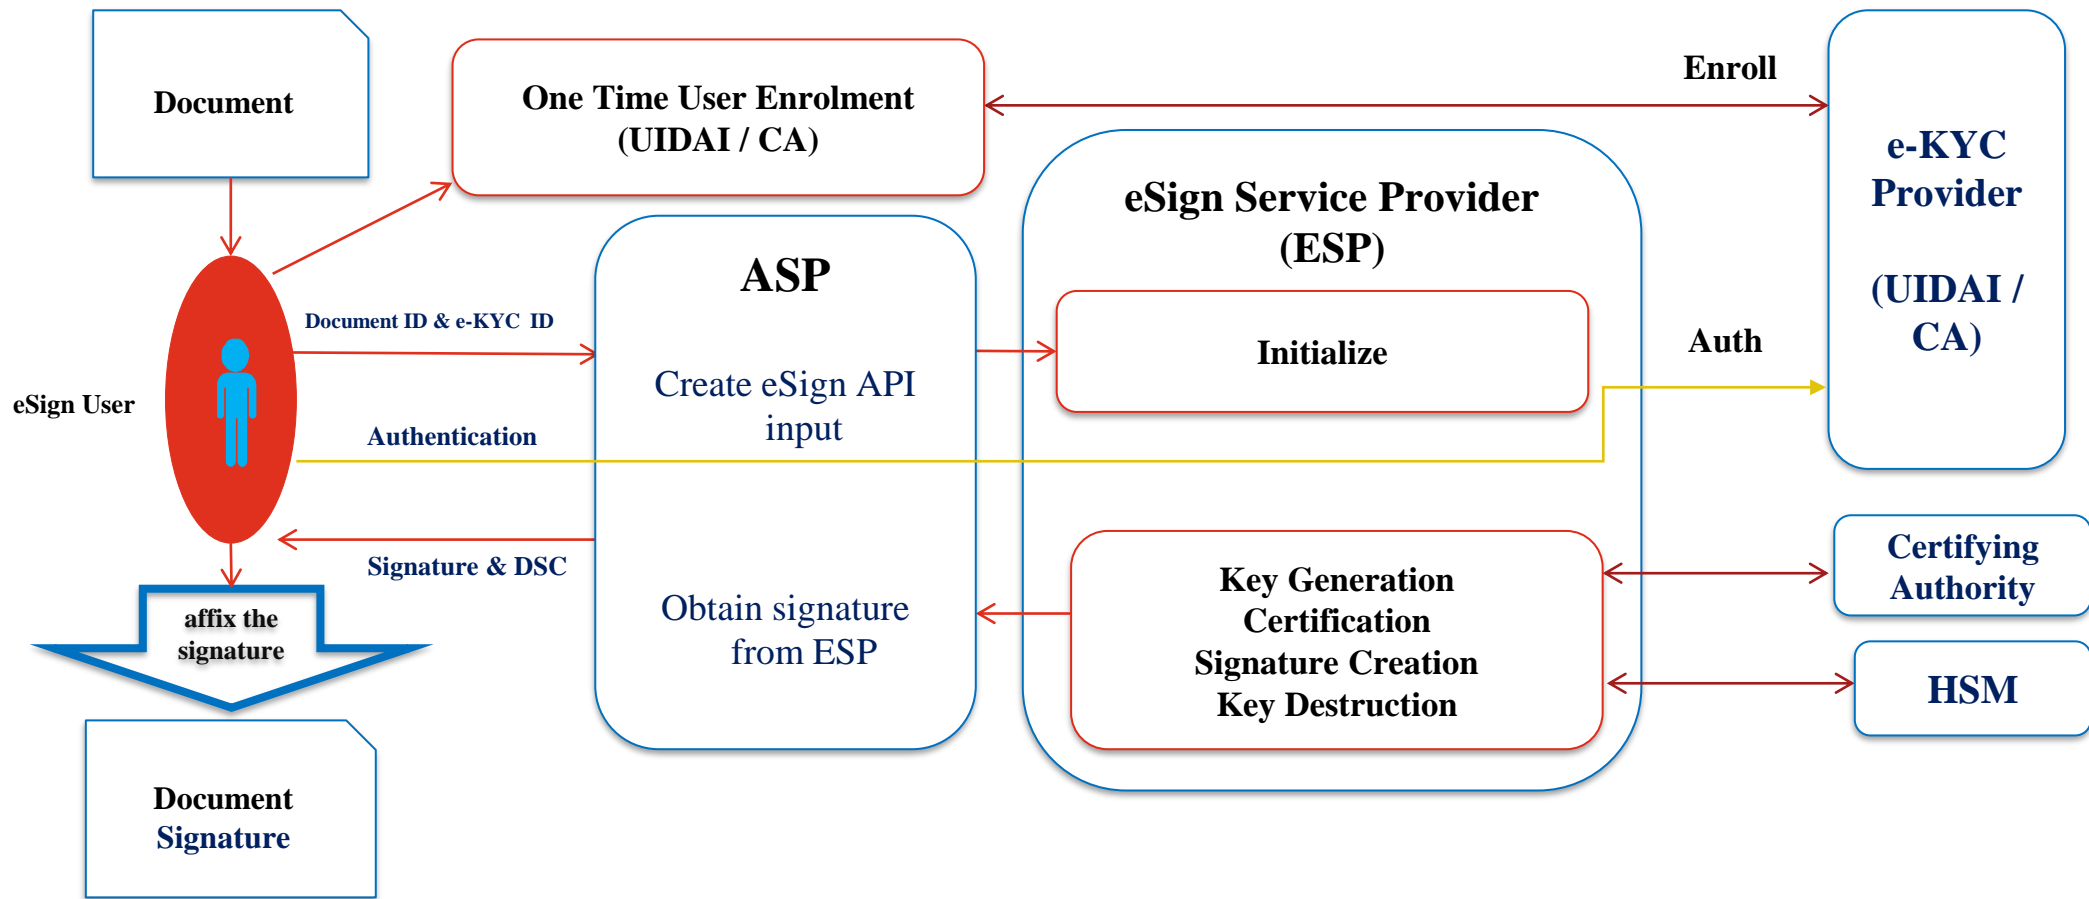 Document
One Time User Enrolment
(UIDAI / CA)
Enroll
e-KYC
Provider
(UIDAI /
CA)
eSign Service Provider
(ESP)
ASP
Document ID & e-KYC ID
Initialize
Auth
Create eSign API
input
eSign User
Authentication
Signature & DSC
Obtain signature
from ESP
Key Generation
Certification
Signature Creation
Key Destruction
Certifying
Authority
HSM
affix the
signature
Document
Signature